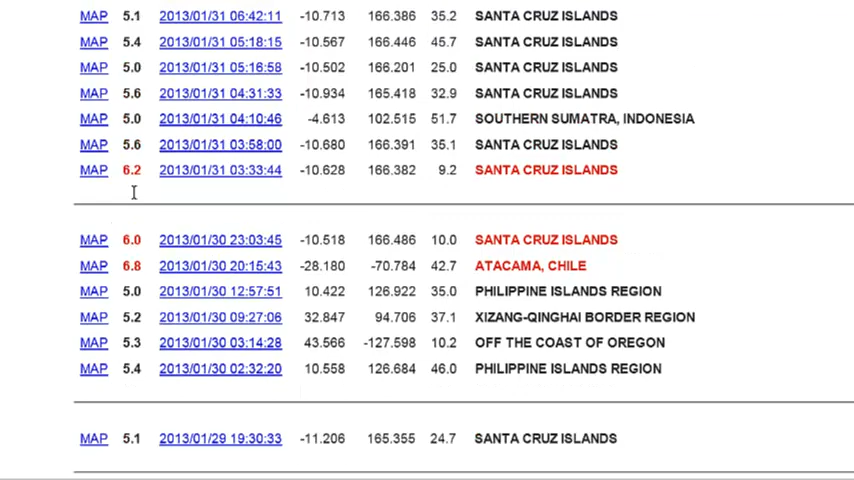 MAP 5.1 2013/01/31 06:42:11 -10.713 166.386 35.2 SANTA CRUZ ISLANDS
MAP 5.4 2013/01/31 05:18:15 -10.567 166.446 45.7 SANTA CRUZ ISLANDS
MAP 5.0 2013/01/31 05:16:58 -10.502 166.201 25.0 SANTA CRUZ ISLANDS
MAP 5.6 2013/01/31 04:31:33 -10.934 165.418 32.9 SANTA CRUZ ISLANDS
MAP 5.0 2013/01/31 04:10:46 -4.613 102.515 51.7 SOUTHERN SUMATRA, INDONESIA
MAP 5.6 2013/01/31 03:58:00 -10.680 166.391 35.1 SANTA CRUZ ISLANDS
MAP 6.2 2013/01/31 03:33:44 -10.628 166.382 9.2 SANTA CRUZ ISLANDS
MAP 6.0 2013/01/30 23:03:45 -10.518 166.486 10.0 SANTA CRUZ ISLANDS
MAP 6.8 2013/01/30 20:15:43 -28.180 -70.784 42.7 ATACAMA, CHILE
MAP 5.0 2013/01/30 12:57:51 10.422 126.922 35.0 PHILIPPINE ISLANDS REGION
MAP 5.2 2013/01/30 09:27:06 32.847 94.706 37.1 XIZANG-QINGHAI BORDER REGION
MAP 5.3 2013/01/30 03:14:28 43.566 -127.598 10.2 OFF THE COAST OF OREGON
MAP 5.4 2013/01/30 02:32:20 10.558 126.684 46.0 PHILIPPINE ISLANDS REGION
MAP 5.1 2013/01/29 19:30:33 -11.206 165.355 24.7 SANTA CRUZ ISLANDS